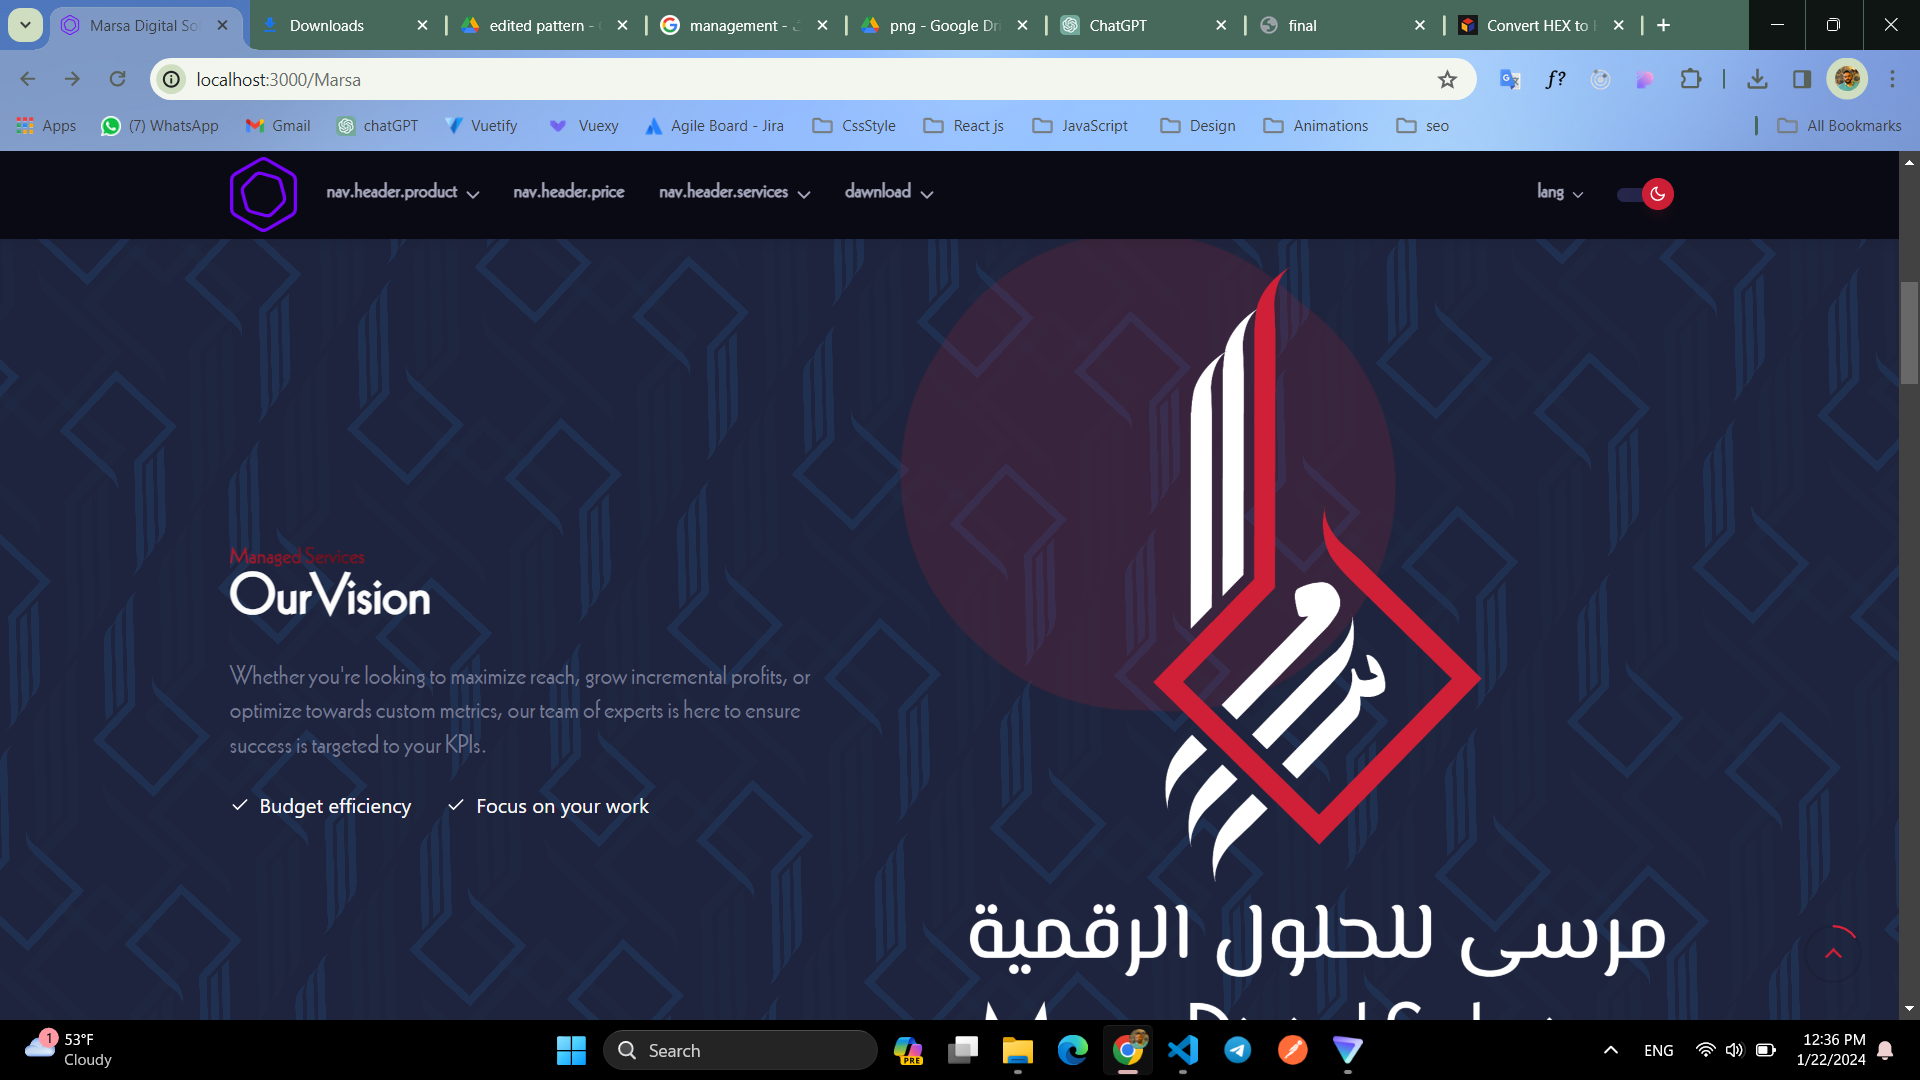 Marsa Digital Sol
Downloads
edited pattern -
management -
png - Google Dri
ChatGPT
final
Convert HEX to
localhost:3000/Marsa
f?
Apps
(7) WhatsApp
Gmail
chatGPT
Vuetify
Vuexy
Agile Board - Jira
CssStyle
React js
JavaScript
Design
Animations
seo
All Bookmarks
nav.header.product
nav.header.price
nav.header.services
dawnload
lang
Managed Services
Our Vision
Whether you're looking to maximize reach, grow incremental profits, or
optimize towards custom metrics, our team of experts is here to ensure
success is targeted to your KPIs.
Budget efficiency
Focus on your work
مرسى للحلول الرقمية
1
53°F
Cloudy
Search
PRE
ENG
12:36 PM
1/22/2024